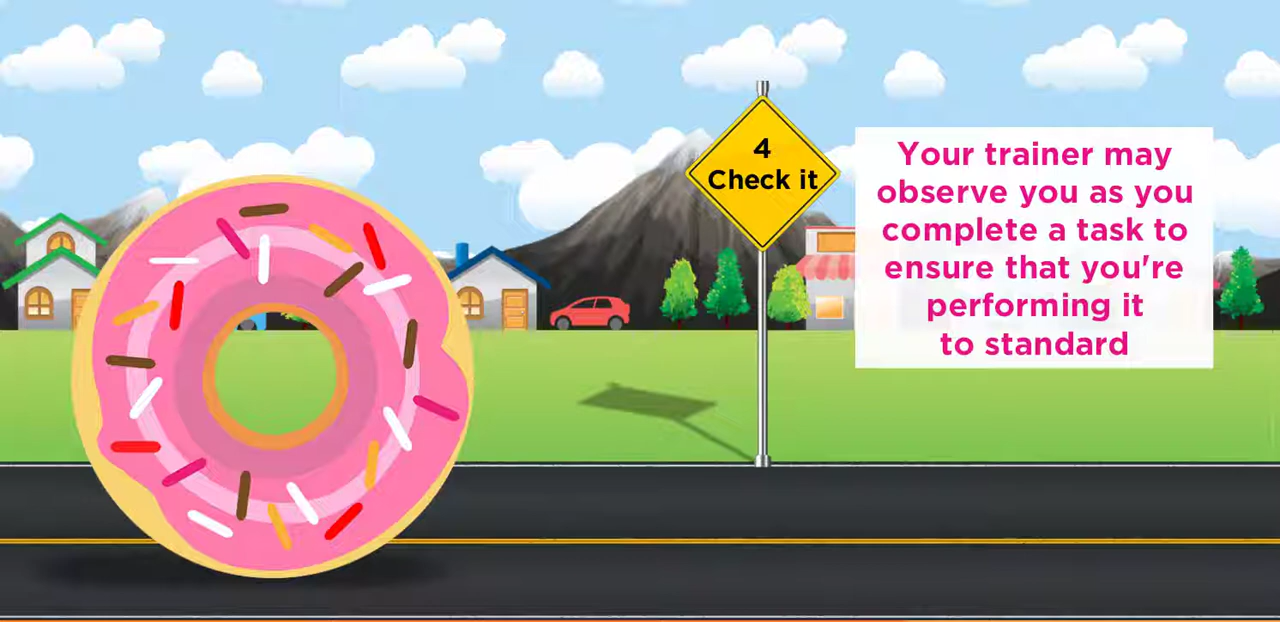 4
Check it
Your trainer may
observe you as you
complete a task to
ensure that you're
performing it
to standard